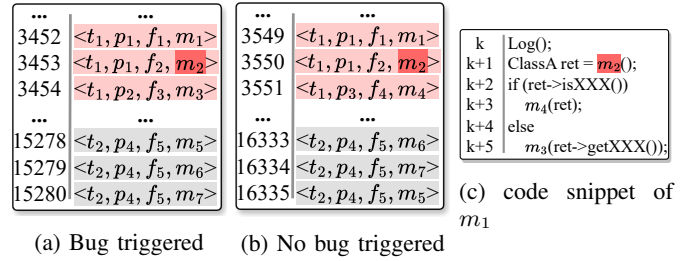 ... ...
3452 <t₁, p₁, f₁, m₁>
3453 <t₁, p₁, f₂, m₂>
3454 <t₁, p₂, f₃, m₃>
... ...
15278 <t₂, p₄, f₅, m₅>
15279 <t₂, p₄, f₅, m₆>
15280 <t₂, p₄, f₅, m₇>
(a) Bug triggered
... ...
3549 <t₁, p₁, f₁, m₁>
3550 <t₁, p₁, f₂, m₂>
3551 <t₁, p₃, f₄, m₄>
... ...
16333 <t₂, p₄, f₅, m₆>
16334 <t₂, p₄, f₅, m₇>
16335 <t₂, p₄, f₅, m₅>
(b) No bug triggered
k Log();
k+1 ClassA ret = m₂();
k+2 if (ret->isXXX())
k+3 m₄(ret);
k+4 else
k+5 m₃(ret->getXXX());
(c) code snippet of
m₁